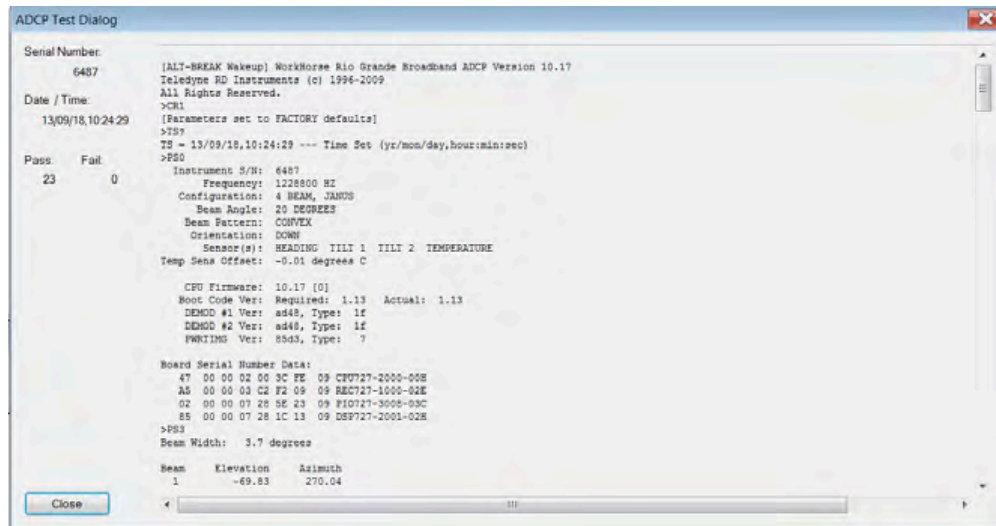 ADCP Test Dialog
Serial Number:
6487
Date / Time:
13/09/18,10:24:29
Pass: Fail:
23 0
[ALT-BREAK Wakeup] WorkHorse Rio Grande Broadband ADCP Version 10.17
Teledyne RD Instruments (c) 1996-2009
All Rights Reserved.
>CR1
[Parameters set to FACTORY defaults]
>TS?
TS = 13/09/18,10:24:29 --- Time Set (yr/mon/day,hour:min:sec)
>PS0
Instrument S/N: 6487
Frequency: 1228800 HZ
Configuration: 4 BEAM, JANUS
Beam Angle: 20 DEGREES
Beam Pattern: CONVEX
Orientation: DOWN
Sensor(s): HEADING TILT 1 TILT 2 TEMPERATURE
Temp Sens Offset: -0.01 degrees C
CPU Firmware: 10.17 [0]
Boot Code Ver: Required: 1.13 Actual: 1.13
DEMOD #1 Ver: ad48, Type: 1f
DEMOD #2 Ver: ad48, Type: 1f
PWRTIMG Ver: 85d3, Type: 7
Board Serial Number Data:
47 00 00 02 00 3C FE 09 CPU727-2000-00H
A5 00 00 03 C2 F2 09 09 REC727-1000-02E
02 00 00 07 28 5E 23 09 PIO727-3008-03C
85 00 00 07 28 1C 13 09 DSP727-2001-02H
>PS3
Beam Width: 3.7 degrees
Beam Elevation Azimuth
1 -69.83 270.04
Close